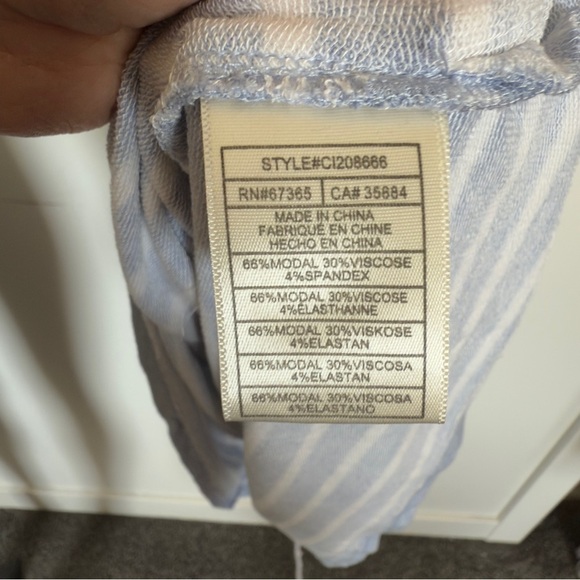 STYLE#CI208666
RN#67365 CA# 35884
MADE IN CHINA
FABRIQUÉ EN CHINE
HECHO EN CHINA
66%MODAL 30%VISCOSE
4%SPANDEX
66%MODAL 30%VISCOSE
4%ÉLASTHANNE
66%MODAL 30%VISKOSE
4%ELASTAN
66%MODAL 30%VISCOSA
4%ELASTAN
66%MODAL 30%VISCOSA
4%ELASTANO